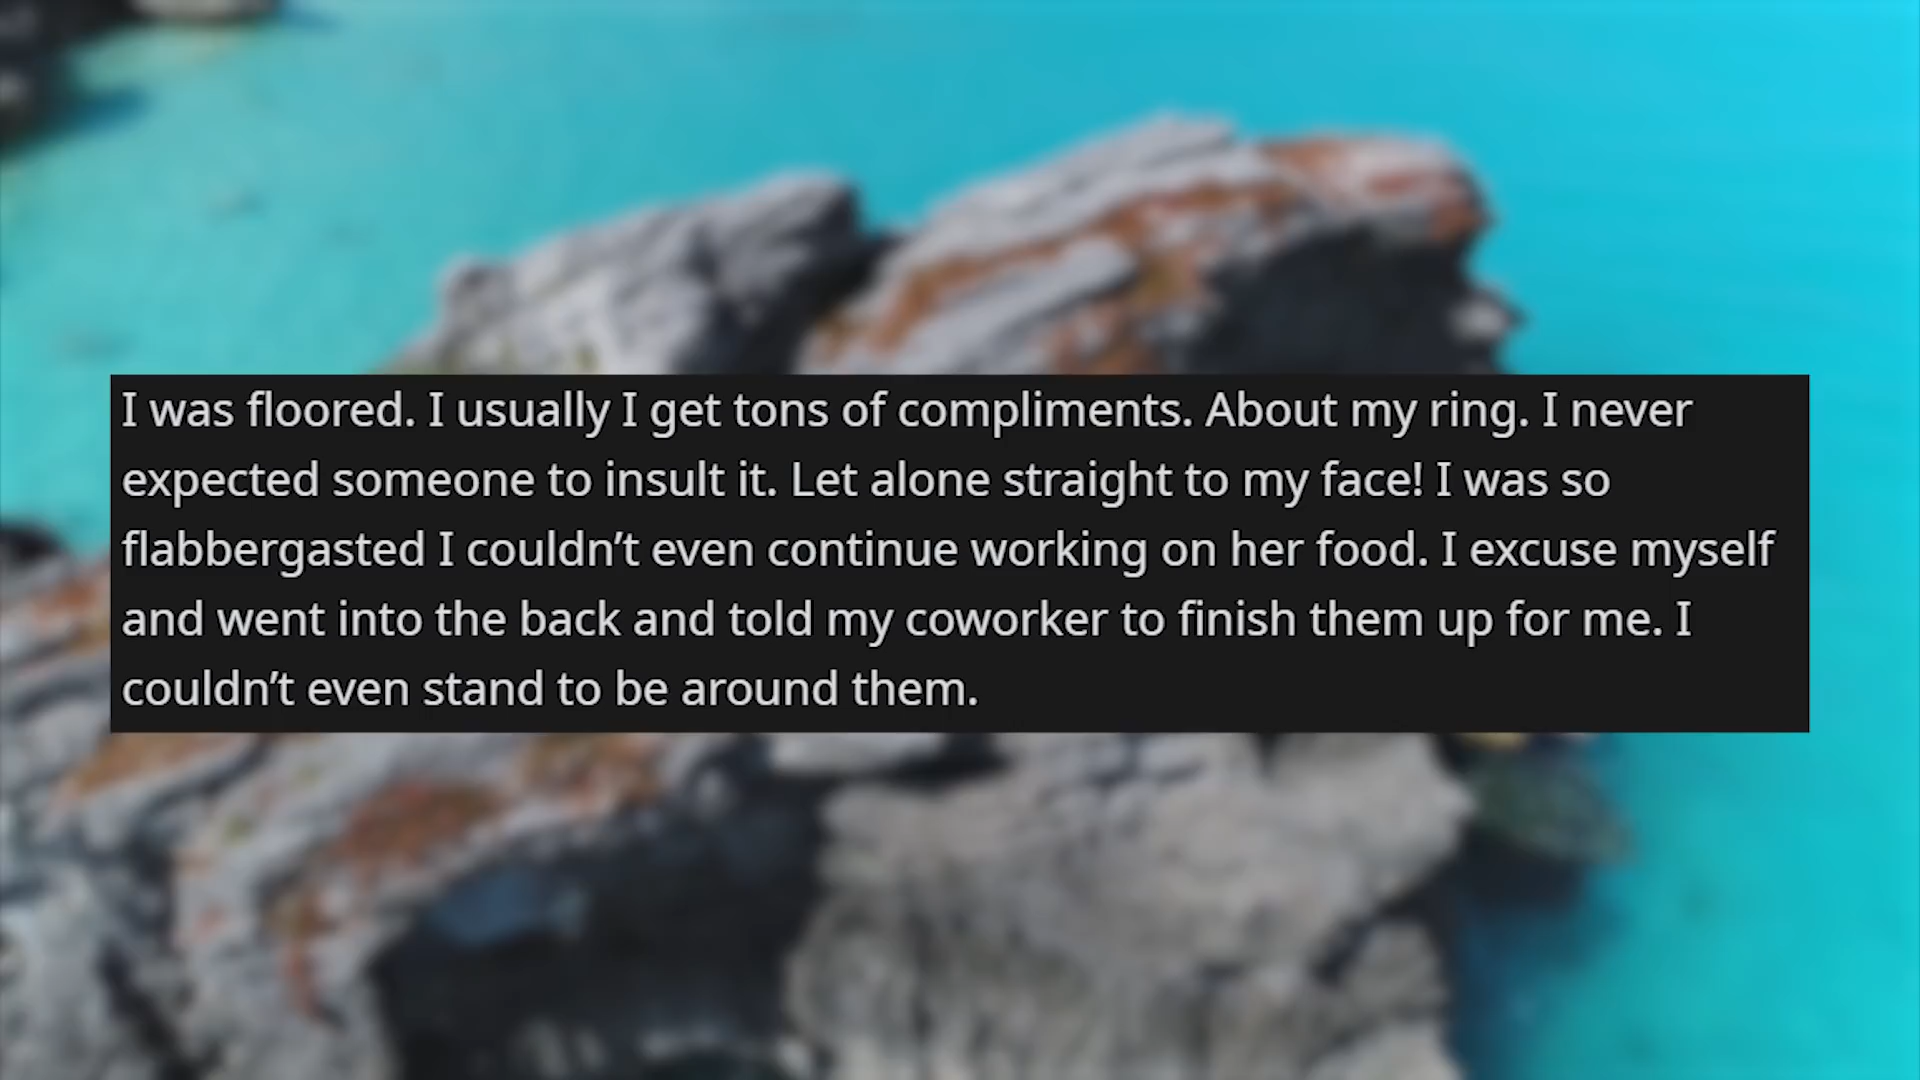 I was floored. I usually I get tons of compliments. About my ring. I never
expected someone to insult it. Let alone straight to my face! I was so
flabbergasted I couldn’t even continue working on her food. I excuse myself
and went into the back and told my coworker to finish them up for me. I
couldn’t even stand to be around them.